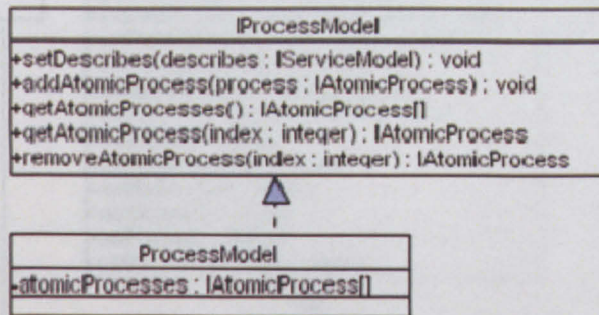 IProcessModel
+setDescribes(describes : IServiceModel) : void
+addAtomicProcess(process : IAtomicProcess) : void
+getAtomicProcesses() : IAtomicProcess[]
+getAtomicProcess(index : integer) : IAtomicProcess
+removeAtomicProcess(index : integer) : IAtomicProcess
ProcessModel
-atomicProcesses : IAtomicProcess[]